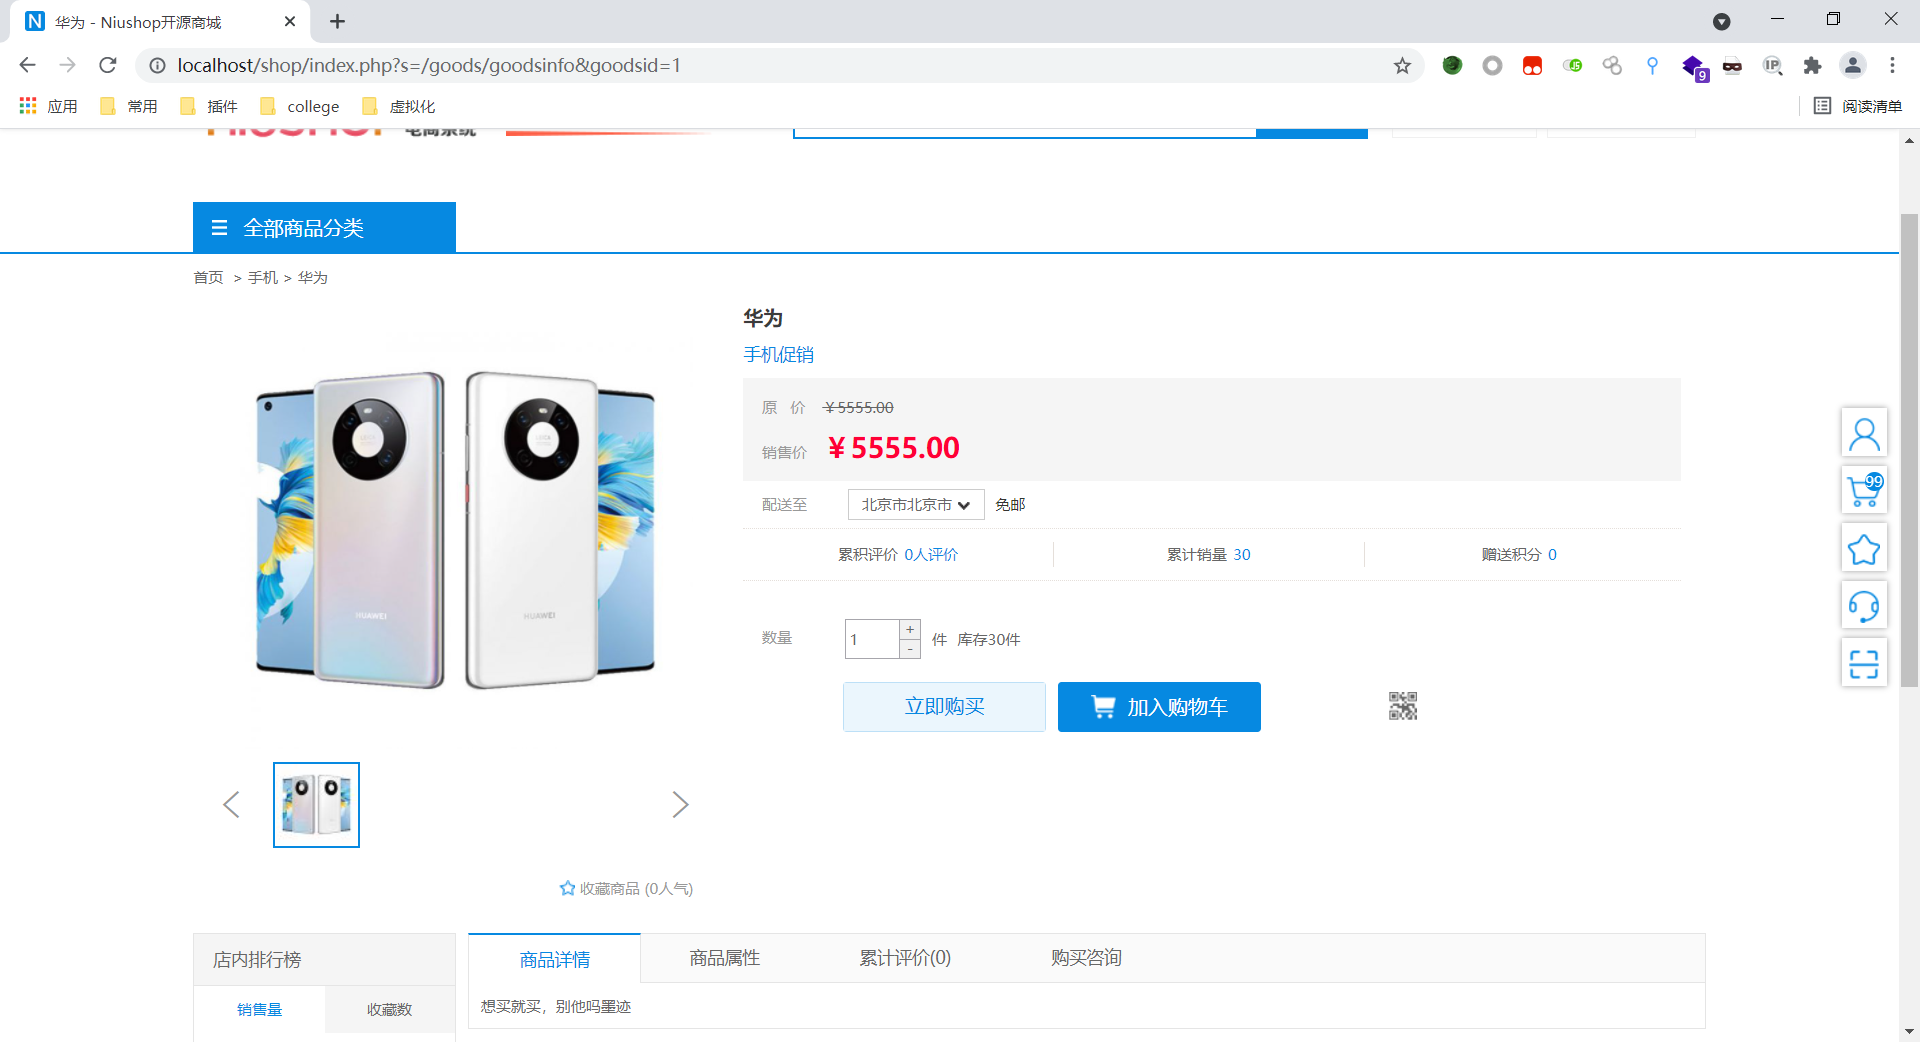 华为 - Niushop开源商城
localhost/shop/index.php?s=/goods/goodsinfo&goodsid=1
9
应用 常用 插件 college 虚拟化 阅读清单
电商系统
全部商品分类
首页 > 手机 > 华为
华为
手机促销
原 价 ￥5555.00
销售价 ￥5555.00
配送至 北京市北京市 免邮
累积评价 0人评价 累计销量 30 赠送积分 0
99
数量 1 + - 件 库存30件
HUAWEI HUAWEI
立即购买 加入购物车
收藏商品 (0人气)
店内排行榜 商品详情 商品属性 累计评价(0) 购买咨询
销售量 收藏数 想买就买，别他吗墨迹